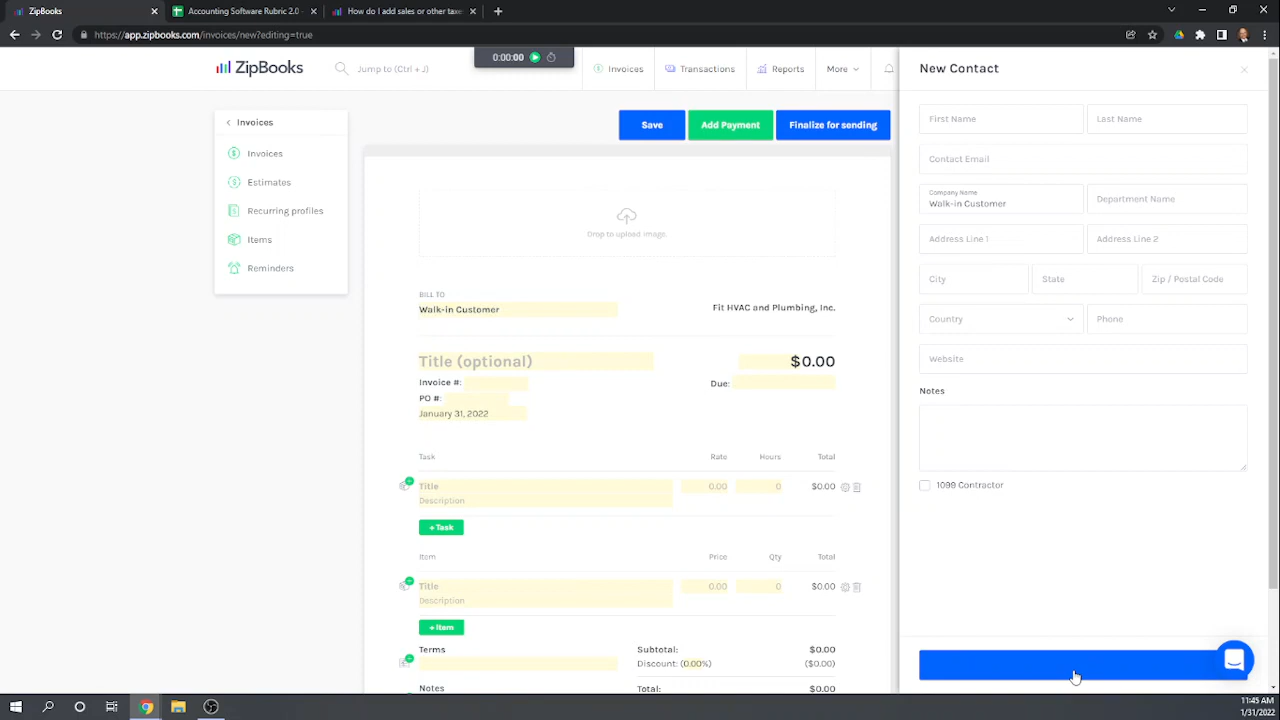 ZipBooks
Accounting Software Rubric 2.0 -
How do I add sales or other taxes
https://app.zipbooks.com/invoices/new?editing=true
ZipBooks
Jump to (Ctrl + J)
0:00:00
Invoices
Transactions
Reports
More
New Contact
Invoices
Invoices
Estimates
Recurring profiles
Items
Reminders
Save
Add Payment
Finalize for sending
Drop to upload image.
BILL TO
Walk-in Customer
Fit HVAC and Plumbing, Inc.
Title (optional)
$0.00
Invoice #:
Due:
PO #:
January 31, 2022
Task
Rate
Hours
Total
Title
0.00
0
$0.00
Description
+ Task
Item
Price
Qty
Total
Title
0.00
0
$0.00
Description
+ Item
Terms
Subtotal:
$0.00
Discount: (0.00%)
($0.00)
Notes
Total:
$0.00
First Name
Last Name
Contact Email
Company Name
Walk-in Customer
Department Name
Address Line 1
Address Line 2
City
State
Zip / Postal Code
Country
Phone
Website
Notes
1099 Contractor
11:45 AM
1/31/2022